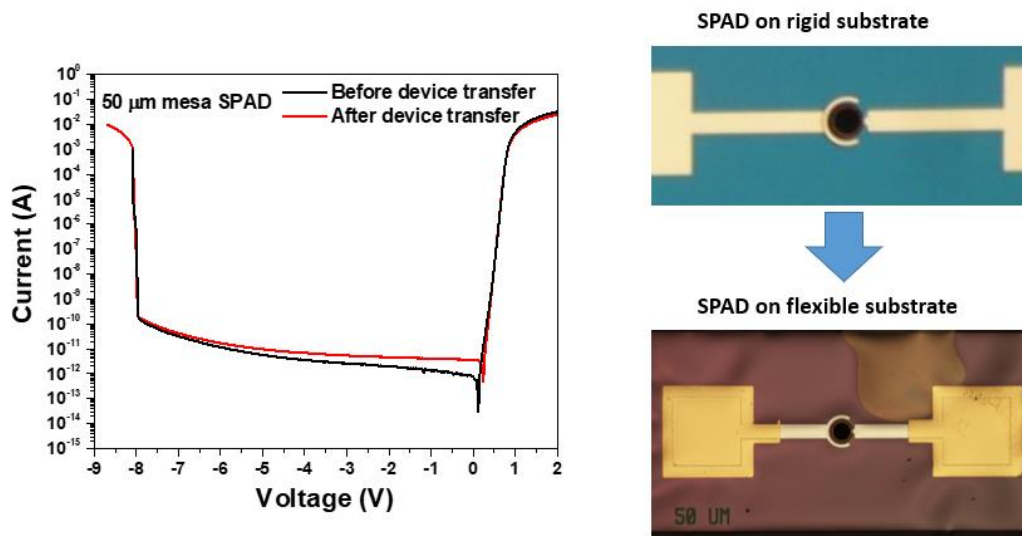 SPAD on rigid substrate
50 μm mesa SPAD
Before device transfer
After device transfer
Current (A)
10^0
10^-1
10^-2
10^-3
10^-4
10^-5
10^-6
10^-7
10^-8
10^-9
10^-10
10^-11
10^-12
10^-13
10^-14
10^-15
-9 -8 -7 -6 -5 -4 -3 -2 -1 0 1 2
Voltage (V)
SPAD on flexible substrate
50 UM